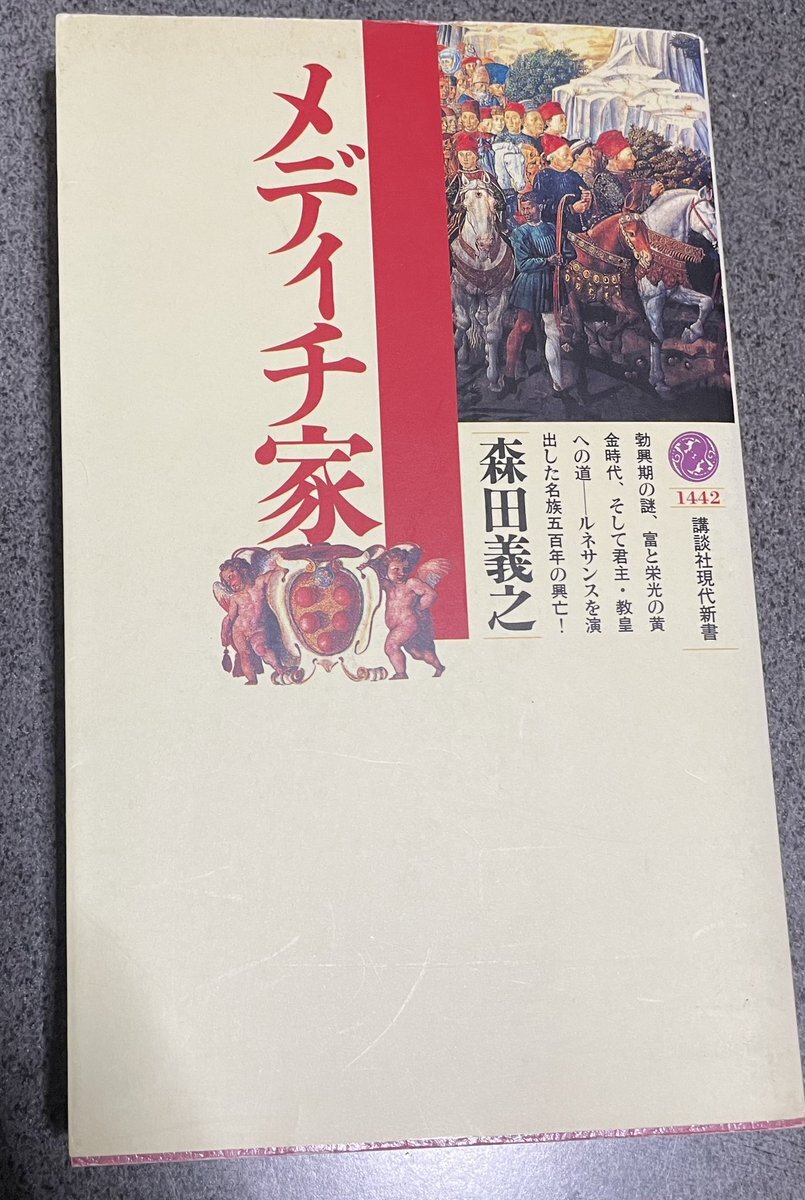 メディチ家
1442
講談社現代新書
勃興期の謎、富と栄光の黄
金時代、そして君主・教皇
への道——ルネサンスを演
出した名族五百年の興亡！
森田義之